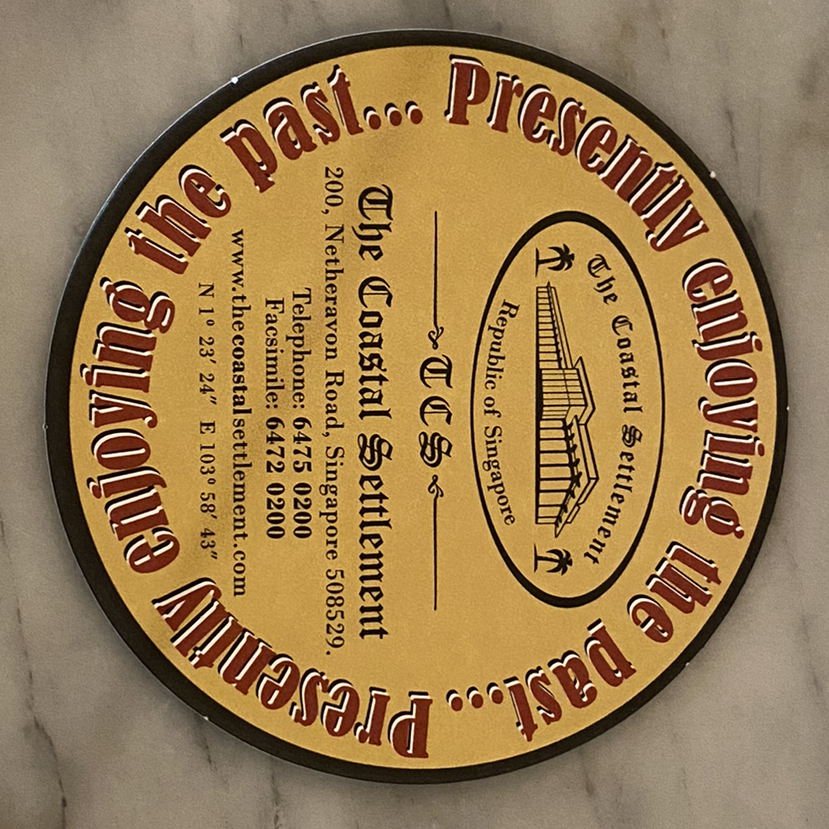 Presently enjoying the past...
Presently enjoying the past...
The Coastal Settlement
Republic of Singapore
TCS
The Coastal Settlement
200, Netheravon Road, Singapore 508529.
Telephone: 6475 0200
Facsimile: 6472 0200
www.thecoastalsettlement.com
N 1° 23′ 24″ E 103° 58′ 43″